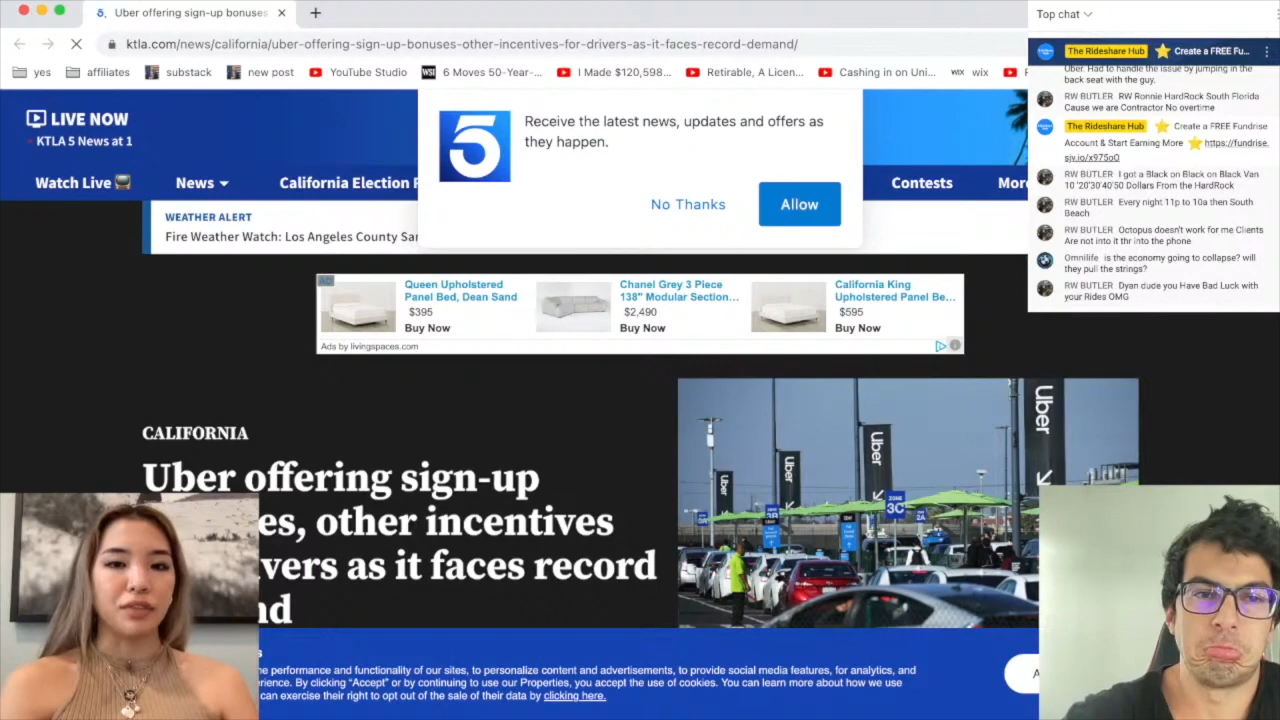 Uber offering sign-up bonuses
ktla.com/news/california/uber-offering-sign-up-bonuses-other-incentives-for-drivers-as-it-faces-record-demand/
yes
affiliates
substack
new post
YouTube Studio
6 Moves 50-Year-...
I Made $120,598...
Retirable, A Licen...
Cashing in on Uni...
wix
LIVE NOW
KTLA 5 News at 1
5
Receive the latest news, updates and offers as
they happen.
No Thanks
Allow
Watch Live
News
California Election
Contests
WEATHER ALERT
Fire Weather Watch: Los Angeles County
AD
Queen Upholstered
Panel Bed, Dean Sand
$395
Buy Now
Chanel Grey 3 Piece
138" Modular Section...
$2,490
Buy Now
California King
Upholstered Panel Be...
$595
Buy Now
Ads by livingspaces.com
CALIFORNIA
Uber offering sign-up
es, other incentives
ivers as it faces record
nd
Uber
Uber
Uber
Uber
ZONE
3C
2A
3B
e performance and functionality of our sites, to personalize content and advertisements, to provide social media features, for analytics, and
erience. By clicking "Accept" or by continuing to use our Properties, you accept the use of cookies. You can learn more about how we use
can exercise their right to opt out of the sale of their data by clicking here.
Top chat
The Rideshare Hub Create a FREE Fu...
Uber. Had to handle the issue by jumping in the
back seat with the guy.
RW BUTLER RW Ronnie HardRock South Florida
Cause we are Contractor No overtime
The Rideshare Hub Create a FREE Fundrise
Account & Start Earning More https://fundrise.
sjv.io/x975oO
RW BUTLER I got a Black on Black on Black Van
10 '20'30'40'50 Dollars From the HardRock
RW BUTLER Every night 11p to 10a then South
Beach
RW BUTLER Octopus doesn't work for me Clients
Are not into it thr into the phone
Omnilife is the economy going to collapse? will
they pull the strings?
RW BUTLER Dyan dude you Have Bad Luck with
your Rides OMG